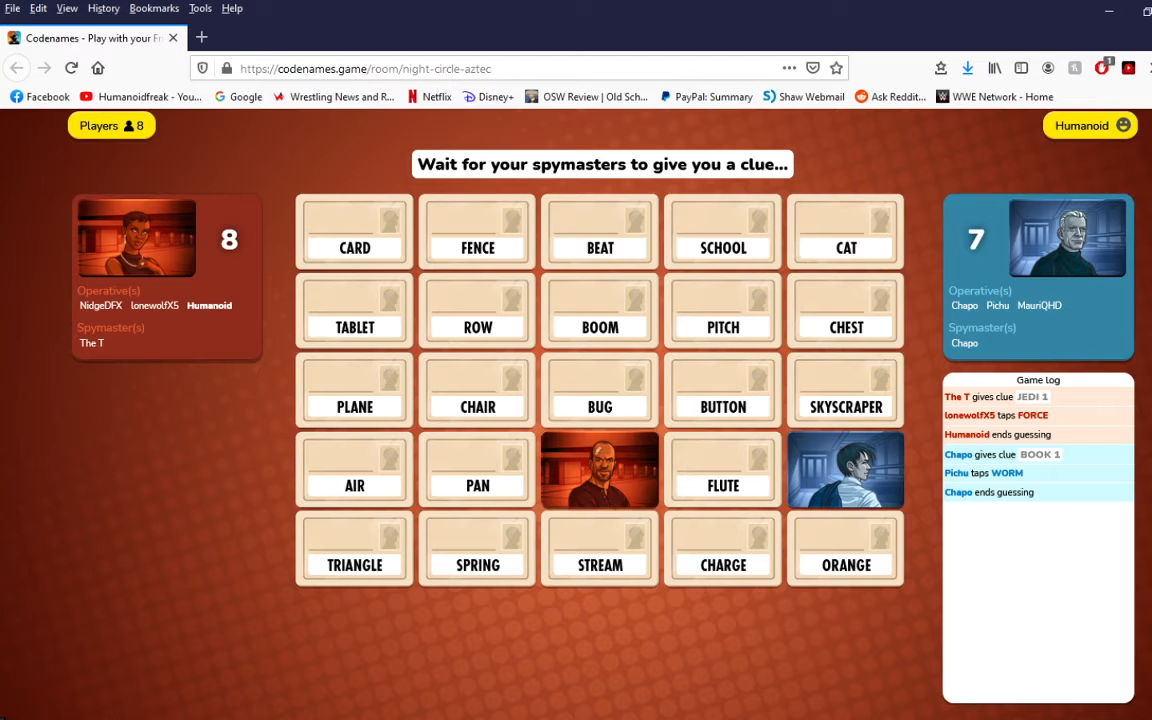 File Edit View History Bookmarks Tools Help
Codenames - Play with your Fr
https://codenames.game/room/night-circle-aztec
1
Facebook Humanoidfreak - You... Google Wrestling News and R... Netflix Disney+ OSW Review | Old Sch... PayPal: Summary Shaw Webmail Ask Reddit... WWE Network - Home
Players 8
Humanoid
Wait for your spymasters to give you a clue...
8
Operative(s)
NidgeDFX lonewolfX5 Humanoid
Spymaster(s)
The T
CARD FENCE BEAT SCHOOL CAT
TABLET ROW BOOM PITCH CHEST
PLANE CHAIR BUG BUTTON SKYSCRAPER
AIR PAN FLUTE
TRIANGLE SPRING STREAM CHARGE ORANGE
7
Operative(s)
Chapo Pichu MauriQHD
Spymaster(s)
Chapo
Game log
The T gives clue JEDI 1
lonewolfX5 taps FORCE
Humanoid ends guessing
Chapo gives clue BOOK 1
Pichu taps WORM
Chapo ends guessing